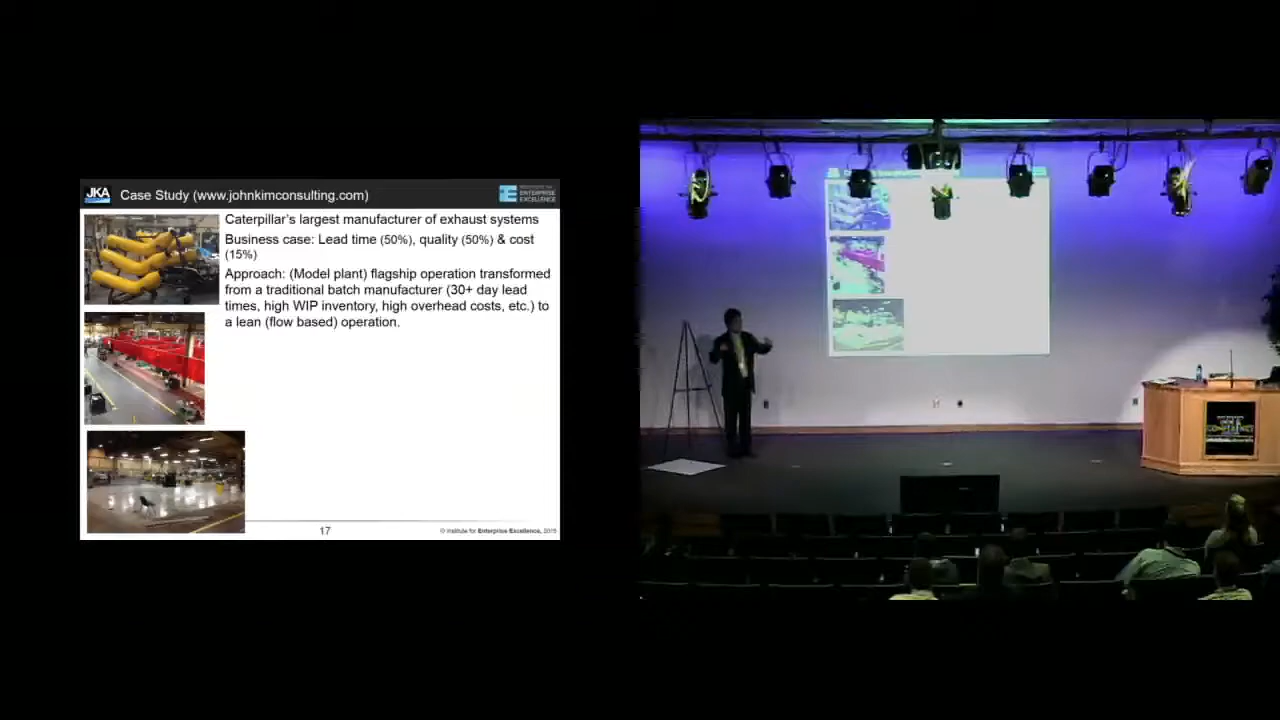 JKA
Case Study (www.johnkimconsulting.com)
ENTERPRISE
EXCELLENCE
Caterpillar's largest manufacturer of exhaust systems
Business case: Lead time (50%), quality (50%) & cost
(15%)
Approach: (Model plant) flagship operation transformed
from a traditional batch manufacturer (30+ day lead
times, high WIP inventory, high overhead costs, etc.) to
a lean (flow based) operation.
17
© Institute for Enterprise Excellence, 2015